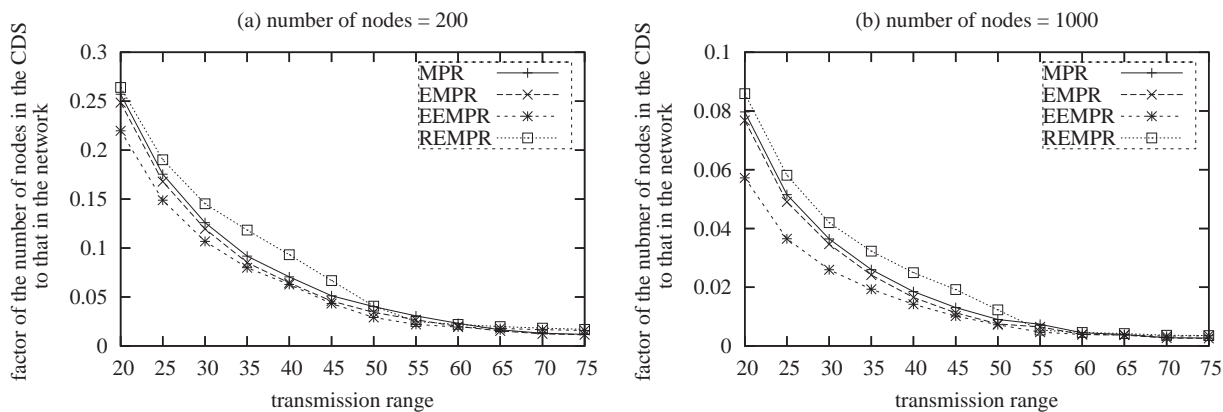 (a) number of nodes = 200
factor of the number of nodes in the CDS
to that in the network
0.3
0.25
0.2
0.15
0.1
0.05
0
MPR
EMPR
EEMPR
REMPR
20 25 30 35 40 45 50 55 60 65 70 75
transmission range
(b) number of nodes = 1000
factor of the nubmer of nodes in the CDS
to that in the network
0.1
0.08
0.06
0.04
0.02
0
MPR
EMPR
EEMPR
REMPR
20 25 30 35 40 45 50 55 60 65 70 75
transmission range